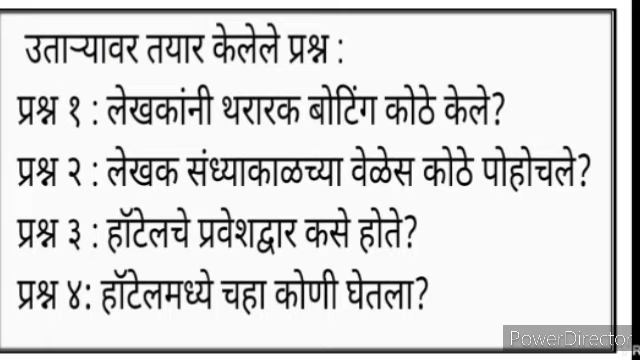 उताऱ्यावर तयार केलेले प्रश्न :
प्रश्न १ : लेखकांनी थरारक बोटिंग कोठे केले?
प्रश्न २ : लेखक संध्याकाळच्या वेळेस कोठे पोहोचले?
प्रश्न ३ : हॉटेलचे प्रवेशद्वार कसे होते?
प्रश्न ४: हॉटेलमध्ये चहा कोणी घेतला?
PowerDirector